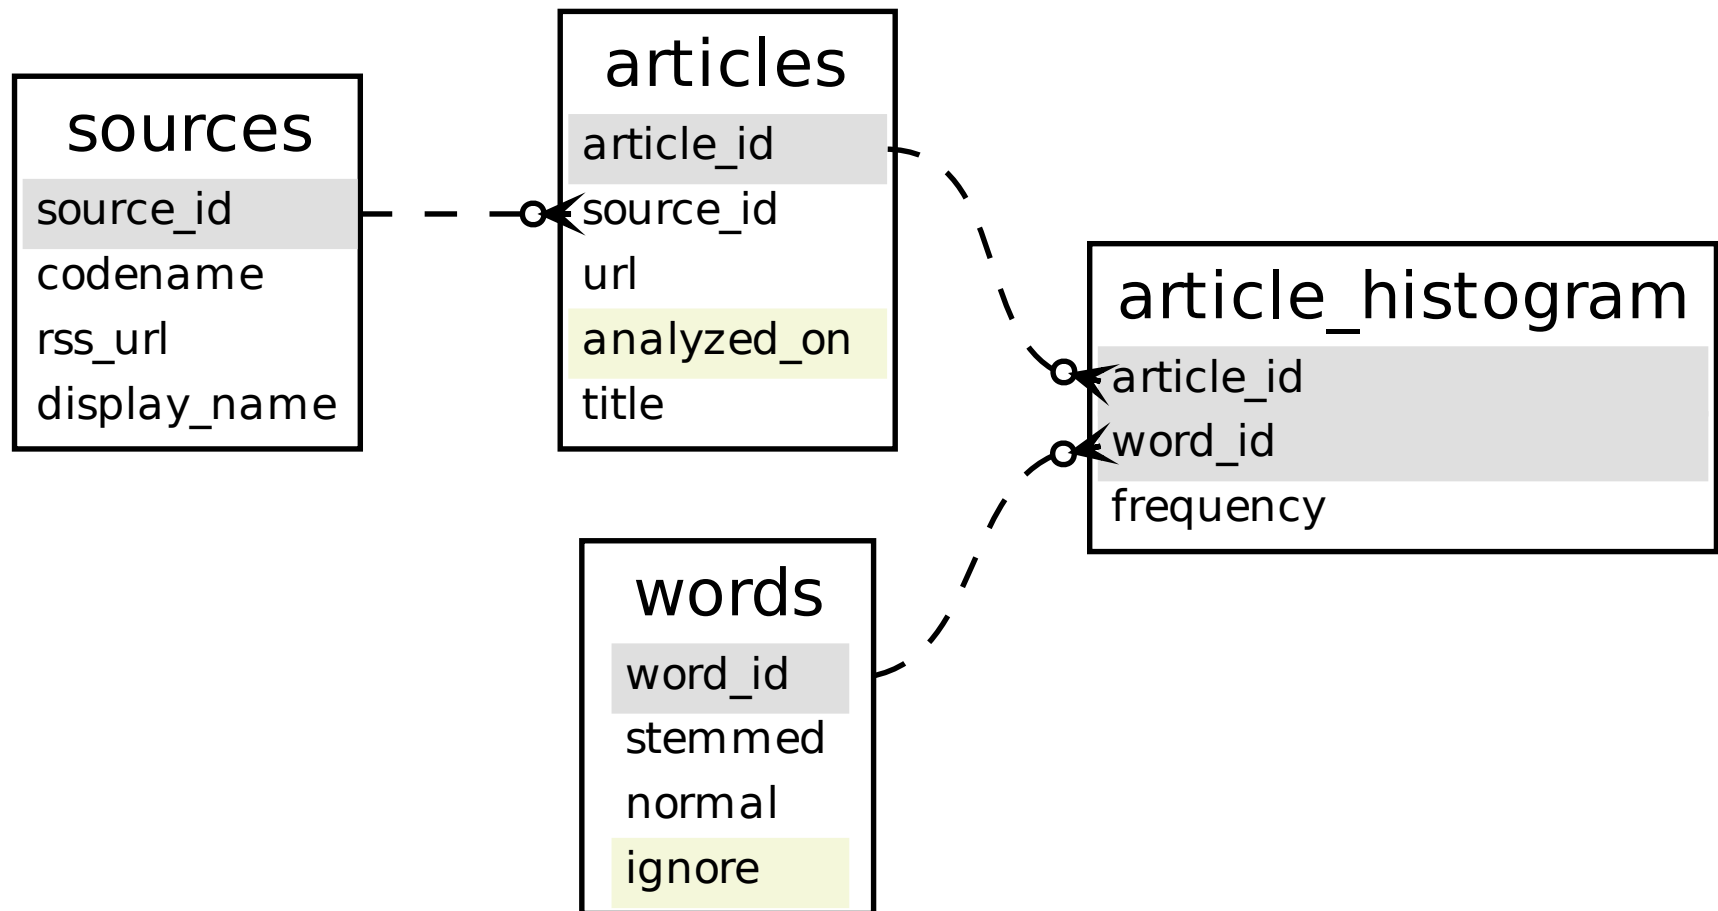 sources
source_id
codename
rss_url
display_name
articles
article_id
source_id
url
analyzed_on
title
article_histogram
article_id
word_id
frequency
words
word_id
stemmed
normal
ignore